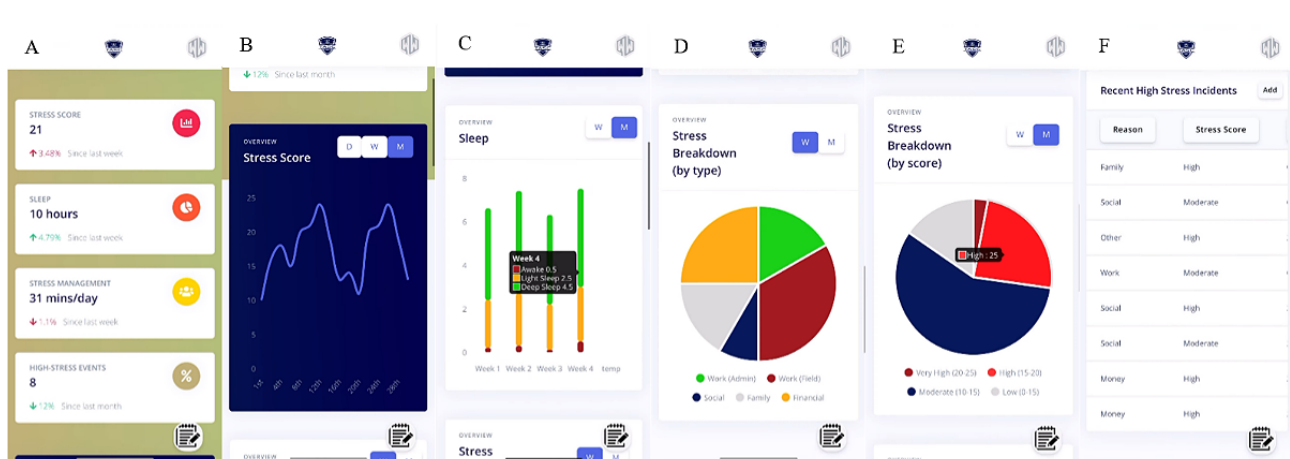 A
STRESS SCORE
21
3.48% Since last week
SLEEP
10 hours
4.79% Since last week
STRESS MANAGEMENT
31 mins/day
1.1% Since last week
HIGH-STRESS EVENTS
8
12% Since last month
B
12% Since last month
OVERVIEW
Stress Score
D W M
25
20
15
10
5
0
1st 4th 8th 12th 16th 20th 24th 28th
OVERVIEW
C
OVERVIEW
Sleep
W M
8
6
4
2
0
Week 4
Awake 0.5
Light Sleep 2.5
Deep Sleep 4.5
Week 1 Week 2 Week 3 Week 4 temp
OVERVIEW
Stress
W M
D
OVERVIEW
Stress
Breakdown
(by type)
W M
Work (Admin) Work (Field)
Social Family Financial
E
OVERVIEW
Stress
Breakdown
(by score)
W M
High : 25
Very High (20-25) High (15-20)
Moderate (10-15) Low (0-15)
F
Recent High Stress Incidents Add
Reason Stress Score
Family High
Social Moderate
Other High
Work Moderate
Social High
Social Moderate
Money High
Money High